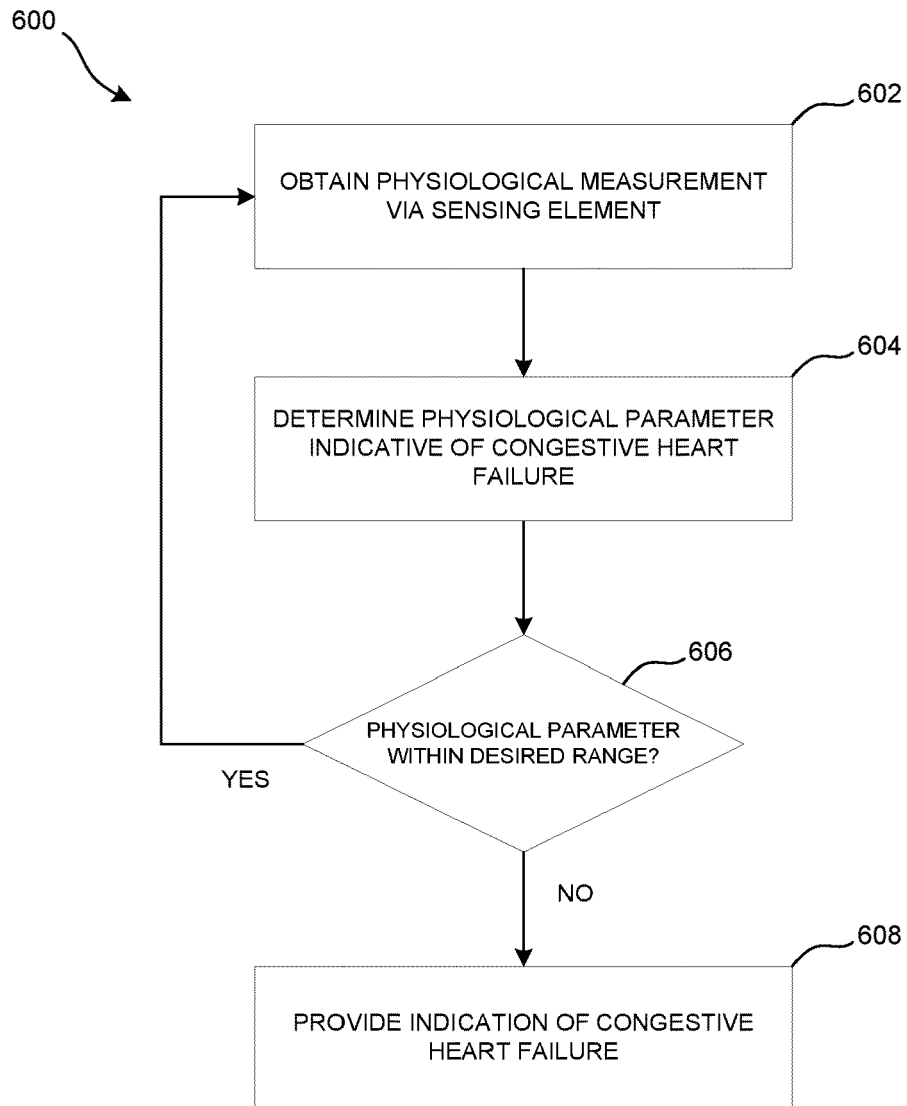 600
602
OBTAIN PHYSIOLOGICAL MEASUREMENT
VIA SENSING ELEMENT
604
DETERMINE PHYSIOLOGICAL PARAMETER
INDICATIVE OF CONGESTIVE HEART
FAILURE
606
PHYSIOLOGICAL PARAMETER
WITHIN DESIRED RANGE?
YES
NO
608
PROVIDE INDICATION OF CONGESTIVE
HEART FAILURE